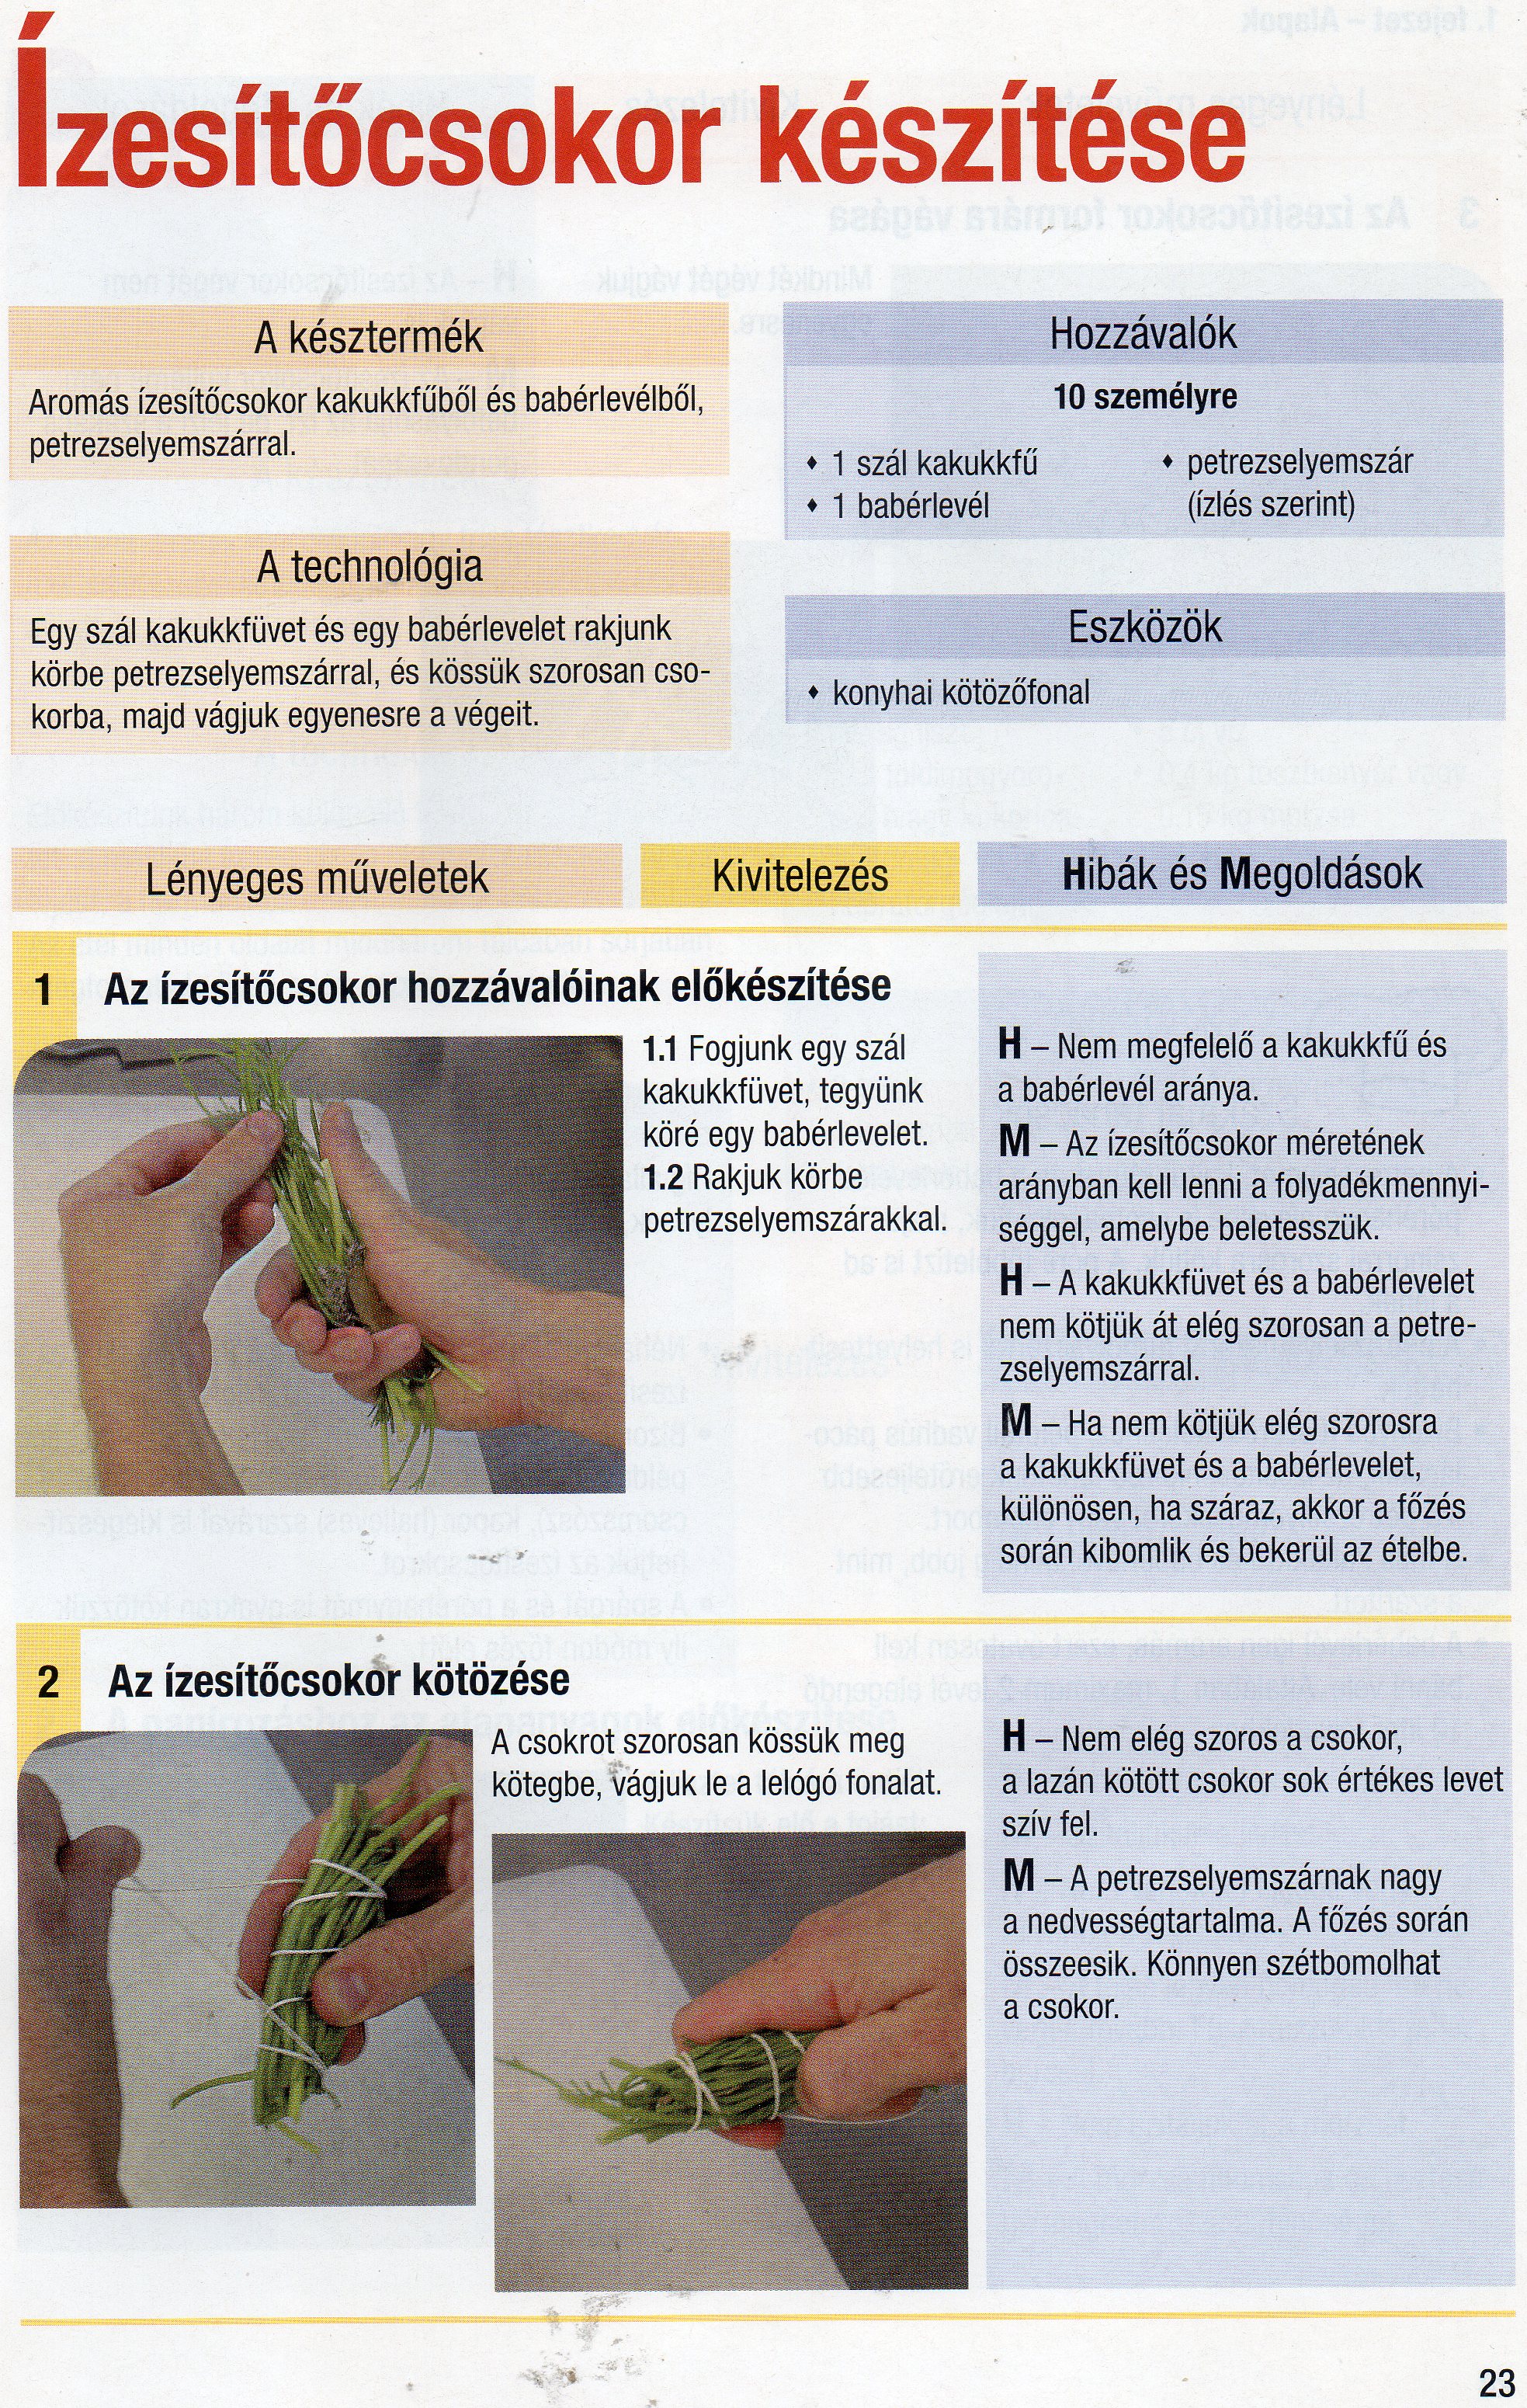 Ízesítőcsokor készítése
A késztermék
Aromás ízesítőcsokor kakukkfűből és babérlevélből,
petrezselyemszárral.
A technológia
Egy szál kakukkfüvet és egy babérlevelet rakjunk
körbe petrezselyemszárral, és kössük szorosan cso-
korba, majd vágjuk egyenesre a végeit.
Hozzávalók
10 személyre
♦ 1 szál kakukkfű
♦ 1 babérlevél
♦ petrezselyemszár
(ízlés szerint)
Eszközök
♦ konyhai kötözőfonal
Lényeges műveletek
Kivitelezés
Hibák és Megoldások
1 Az ízesítőcsokor hozzávalóinak előkészítése
1.1 Fogjunk egy szál
kakukkfüvet, tegyünk
köré egy babérlevelet.
1.2 Rakjuk körbe
petrezselyemszárakkal.
H – Nem megfelelő a kakukkfű és
a babérlevél aránya.
M – Az ízesítőcsokor méretének
arányban kell lenni a folyadékmennyi-
séggel, amelybe beletesszük.
H – A kakukkfüvet és a babérlevelet
nem kötjük át elég szorosan a petre-
zselyemszárral.
M – Ha nem kötjük elég szorosra
a kakukkfüvet és a babérlevelet,
különösen, ha száraz, akkor a főzés
során kibomlik és bekerül az ételbe.
2 Az ízesítőcsokor kötözése
A csokrot szorosan kössük meg
kötegbe, vágjuk le a lelógó fonalat.
H – Nem elég szoros a csokor,
a lazán kötött csokor sok értékes levet
szív fel.
M – A petrezselyemszárnak nagy
a nedvességtartalma. A főzés során
összeesik. Könnyen szétbomolhat
a csokor.
23